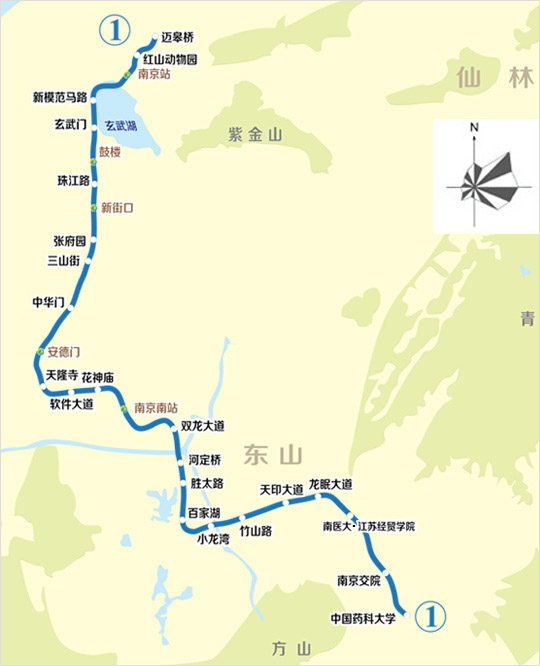 1
迈皋桥
红山动物园
南京站
仙林
新模范马路
玄武门
玄武湖
紫金山
N
鼓楼
珠江路
新街口
张府园
三山街
中华门
青
安德门
天隆寺
花神庙
软件大道
南京南站
双龙大道
东山
河定桥
胜太路
天印大道
龙眠大道
百家湖
小龙湾
竹山路
南医大·江苏经贸学院
南京交院
中国药科大学
1
方山